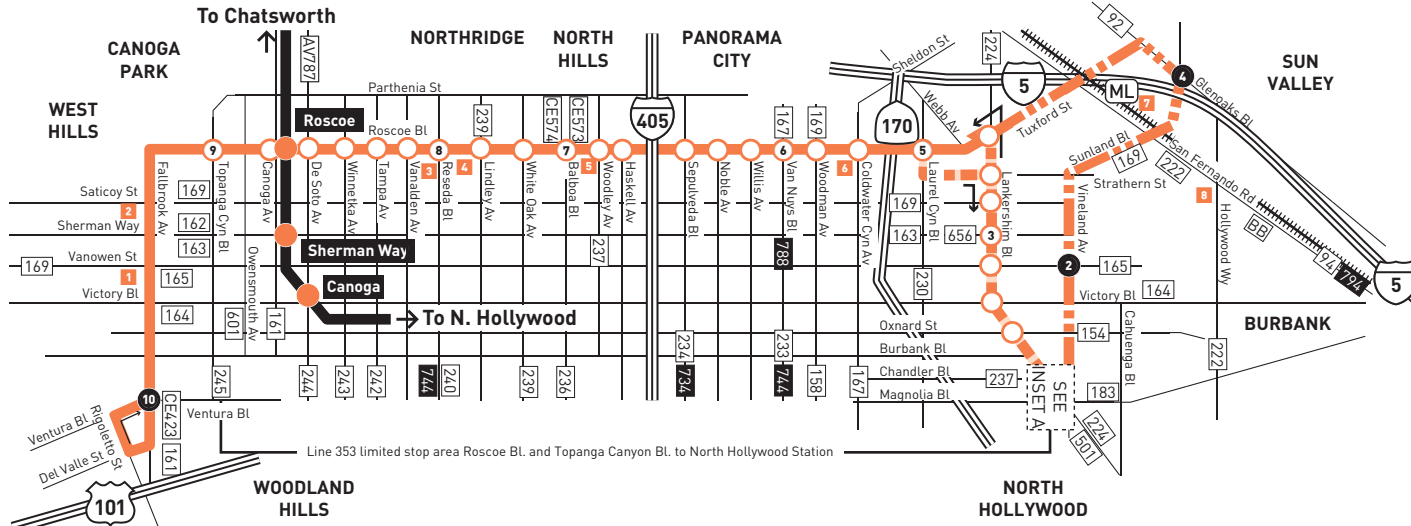 To Chatsworth
CANOGA
PARK
NORTHRIDGE
NORTH
HILLS
PANORAMA
CITY
SUN
VALLEY
WEST
HILLS
AV787
Parthenia St
Roscoe
Roscoe Bl
239
CE574
CE573
405
167
169
170
Sheldon St
Webb Av
224
5
Tuxford St
92
4
ML
7
Glenoaks Bl
Sunland Bl
169
222
San Fernando Rd
BB
94
794
5
8
Hollywood Wy
222
9
8
7
6
5
3
4
5
6
Fallbrook Av
Topanga Cyn Bl
Canoga Av
De Soto Av
Winnetka Av
Tampa Av
Vanalden Av
Reseda Bl
Lindley Av
White Oak Av
Balboa Bl
Woodley Av
Haskell Av
Sepulveda Bl
Noble Av
Willis Av
Van Nuys Bl
Woodman Av
Coldwater Cyn Av
Laurel Cyn Bl
Lankershim Bl
Vineland Av
Strathern St
Saticoy St
169
2
169
Sherman Way
162
163
163
656
3
Sherman Way
Vanowen St
169
237
788
2
165
1
165
Canoga
Victory Bl
164
230
Victory Bl
164
To N. Hollywood
Owensmouth Av
601
161
Oxnard St
154
Cahuenga Bl
BURBANK
Burbank Bl
234
233
245
244
243
242
744
240
239
236
734
744
158
167
Chandler Bl
237
SEE
INSET A
183
Magnolia Bl
224
501
10
CE423
161
Ventura Bl
Ventura Bl
Rigoletto St
Del Valle St
Line 353 limited stop area Roscoe Bl. and Topanga Canyon Bl. to North Hollywood Station
101
WOODLAND
HILLS
NORTH
HOLLYWOOD